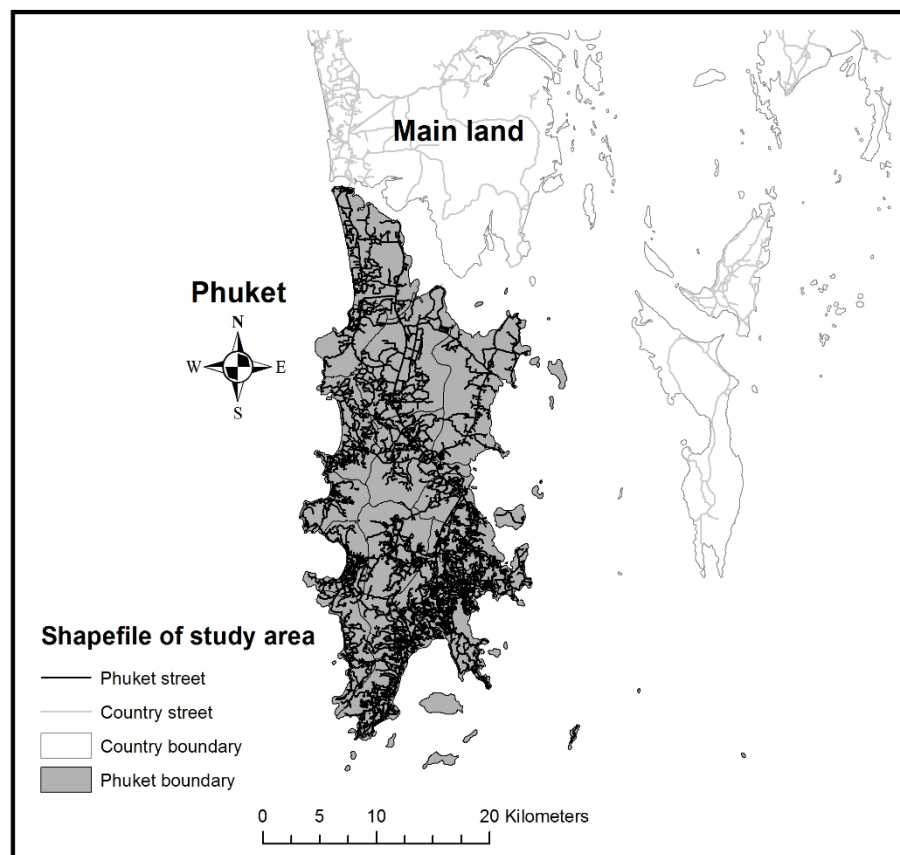 Main land
Phuket
N
W E
S
Shapefile of study area
Phuket street
Country street
Country boundary
Phuket boundary
0 5 10 20 Kilometers